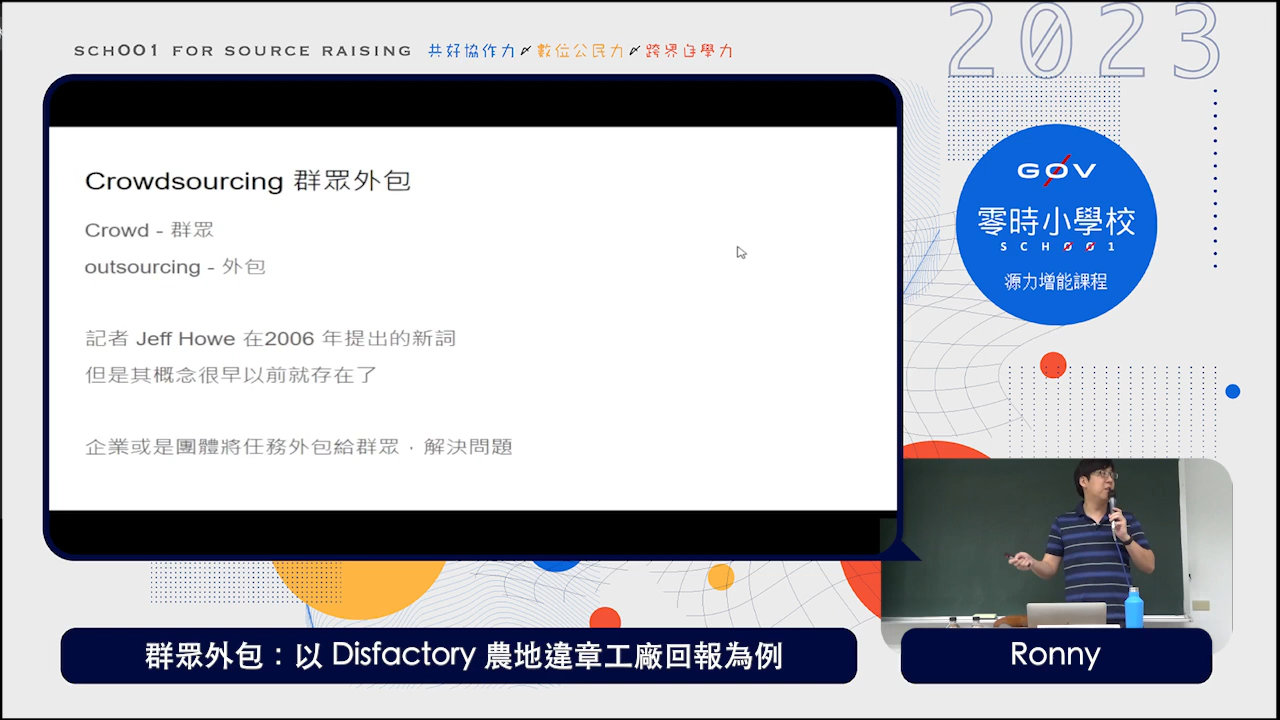 SCH001 FOR SOURCE RAISING 共好協作力 數位公民力 跨界自學力
2023
Crowdsourcing 群眾外包
Crowd - 群眾
outsourcing - 外包
記者 Jeff Howe 在2006 年提出的新詞
但是其概念很早以前就存在了
企業或是團體將任務外包給群眾，解決問題
G0V
零時小學校
SCH001
源力增能課程
群眾外包：以 Disfactory 農地違章工廠回報為例
Ronny